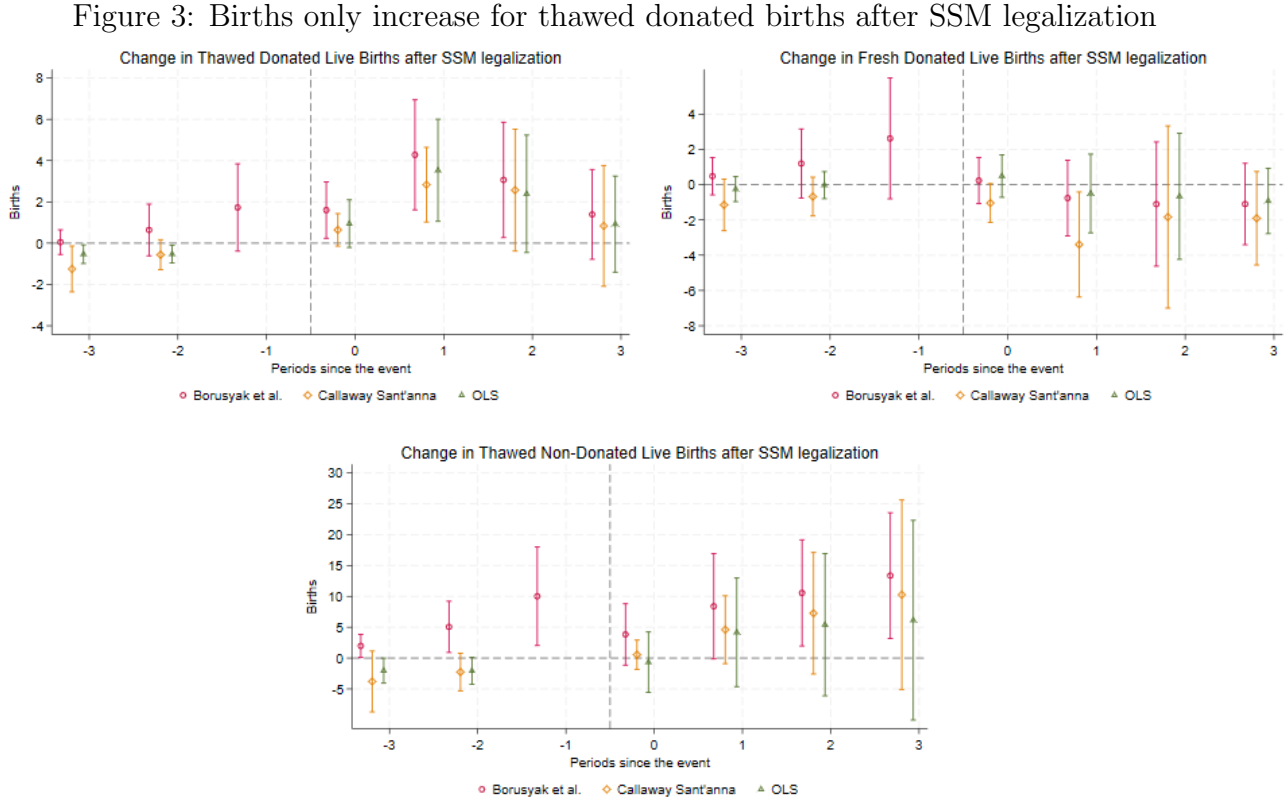 Figure 3: Births only increase for thawed donated births after SSM legalization
Change in Thawed Donated Live Births after SSM legalization
8
6
4
2
0
-2
-4
Births
-3 -2 -1 0 1 2 3
Periods since the event
Borusyak et al. Callaway Sant'anna OLS
Change in Fresh Donated Live Births after SSM legalization
4
2
0
-2
-4
-6
-8
Births
-3 -2 -1 0 1 2 3
Periods since the event
Borusyak et al. Callaway Sant'anna OLS
Change in Thawed Non-Donated Live Births after SSM legalization
30
25
20
15
10
5
0
-5
Births
-3 -2 -1 0 1 2 3
Periods since the event
Borusyak et al. Callaway Sant'anna OLS